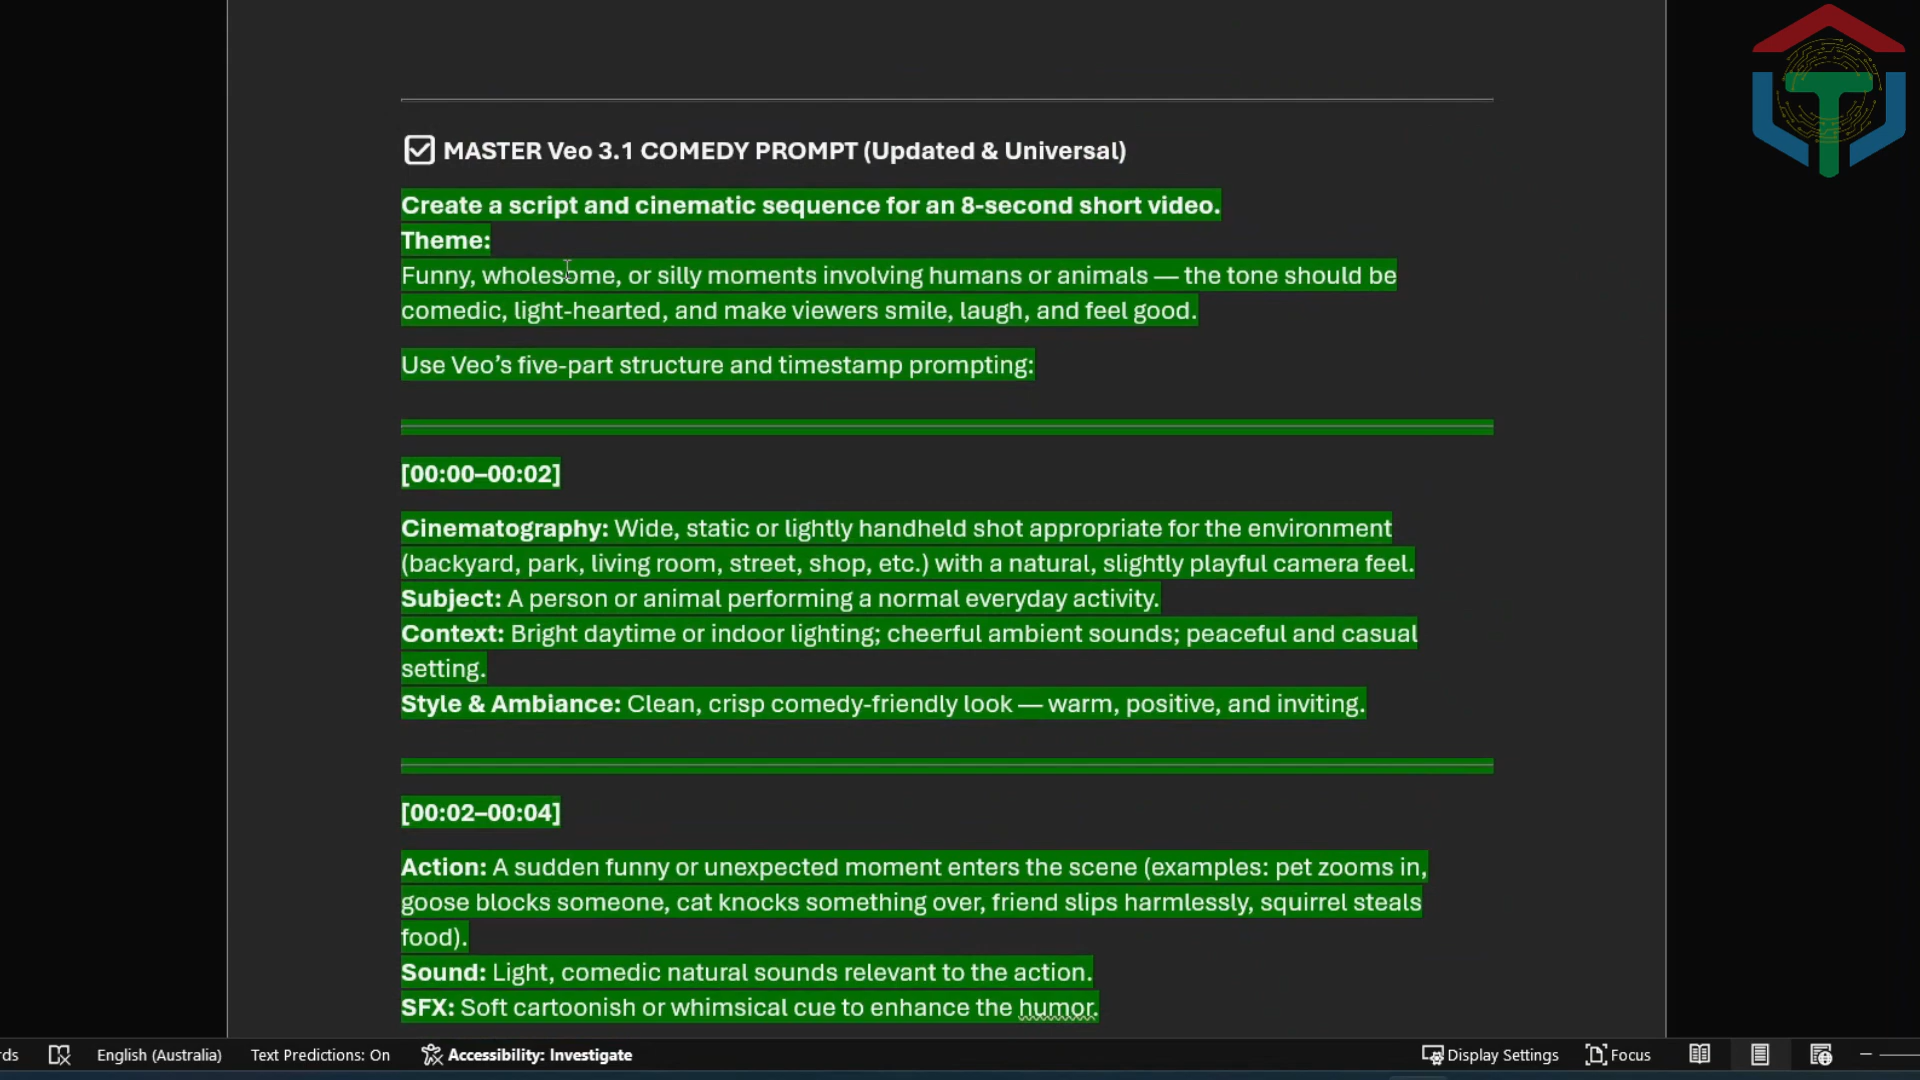 ☑ MASTER Veo 3.1 COMEDY PROMPT (Updated & Universal)
Create a script and cinematic sequence for an 8-second short video.
Theme:
Funny, wholesome, or silly moments involving humans or animals — the tone should be
comedic, light-hearted, and make viewers smile, laugh, and feel good.
Use Veo’s five-part structure and timestamp prompting:
[00:00–00:02]
Cinematography: Wide, static or lightly handheld shot appropriate for the environment
(backyard, park, living room, street, shop, etc.) with a natural, slightly playful camera feel.
Subject: A person or animal performing a normal everyday activity.
Context: Bright daytime or indoor lighting; cheerful ambient sounds; peaceful and casual
setting.
Style & Ambiance: Clean, crisp comedy-friendly look — warm, positive, and inviting.
[00:02–00:04]
Action: A sudden funny or unexpected moment enters the scene (examples: pet zooms in,
goose blocks someone, cat knocks something over, friend slips harmlessly, squirrel steals
food).
Sound: Light, comedic natural sounds relevant to the action.
SFX: Soft cartoonish or whimsical cue to enhance the humor.
rds English (Australia) Text Predictions: On Accessibility: Investigate Display Settings Focus